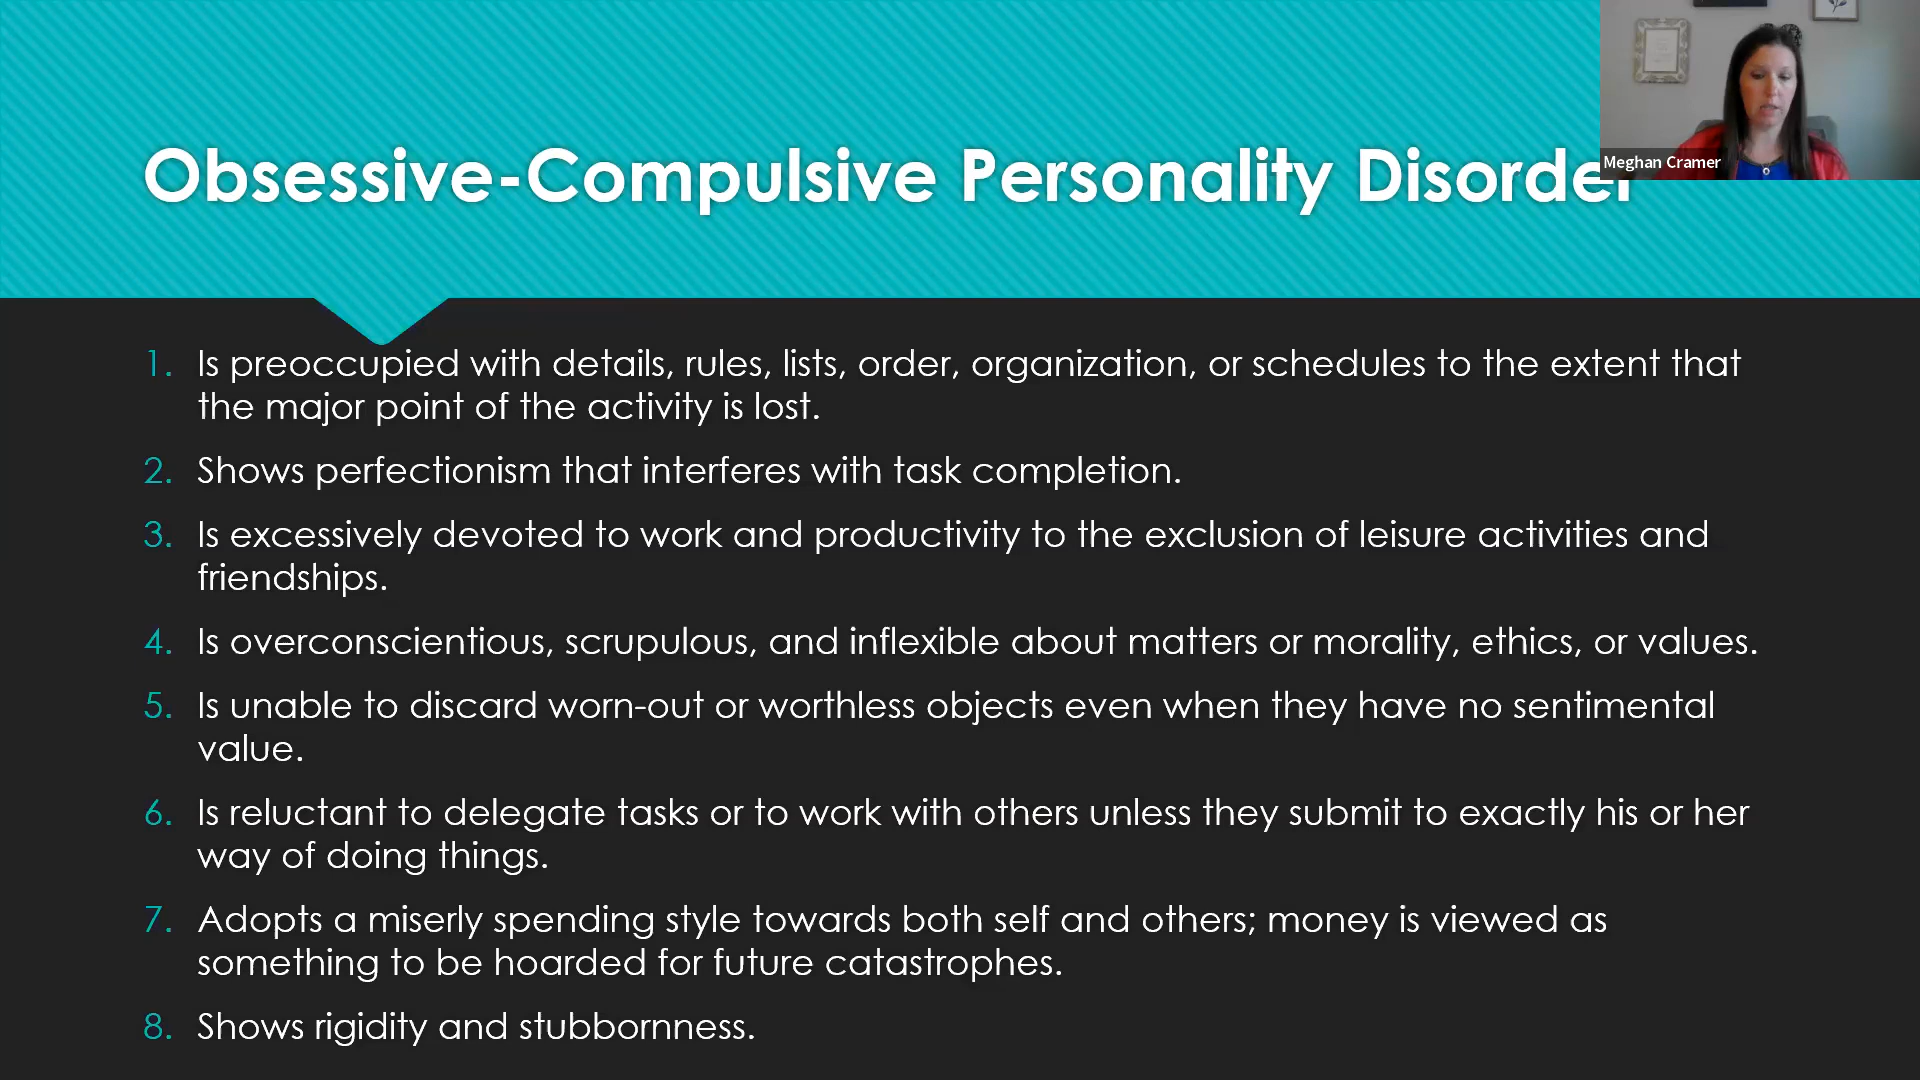 Obsessive-Compulsive Personality Disorder
Meghan Cramer
1. Is preoccupied with details, rules, lists, order, organization, or schedules to the extent that
the major point of the activity is lost.
2. Shows perfectionism that interferes with task completion.
3. Is excessively devoted to work and productivity to the exclusion of leisure activities and
friendships.
4. Is overconscientious, scrupulous, and inflexible about matters or morality, ethics, or values.
5. Is unable to discard worn-out or worthless objects even when they have no sentimental
value.
6. Is reluctant to delegate tasks or to work with others unless they submit to exactly his or her
way of doing things.
7. Adopts a miserly spending style towards both self and others; money is viewed as
something to be hoarded for future catastrophes.
8. Shows rigidity and stubbornness.